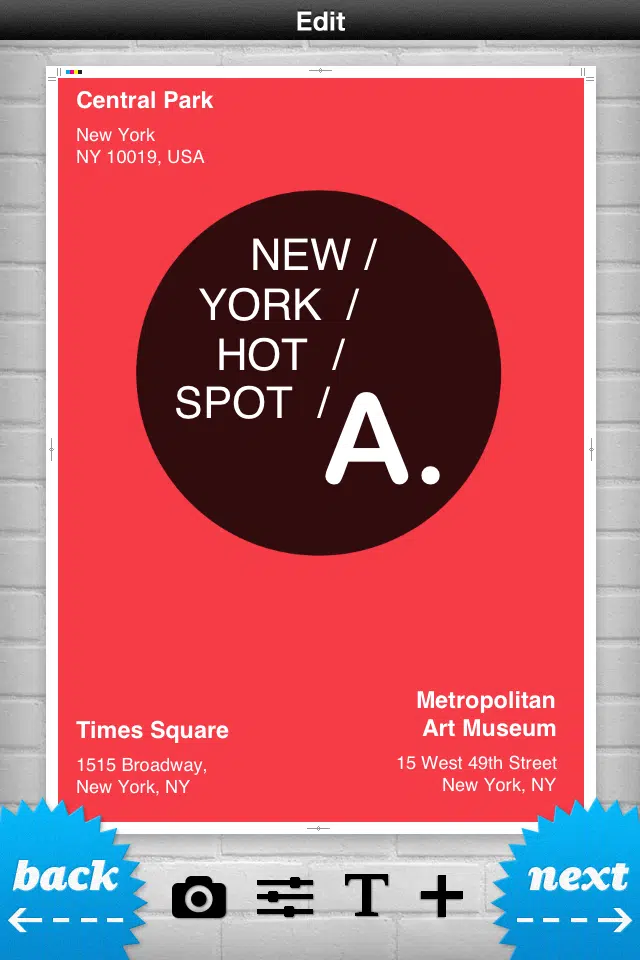 Edit
Central Park
New York
NY 10019, USA
NEW /
YORK /
HOT /
SPOT /
A.
Times Square
1515 Broadway,
New York, NY
Metropolitan
Art Museum
15 West 49th Street
New York, NY
back
T
next